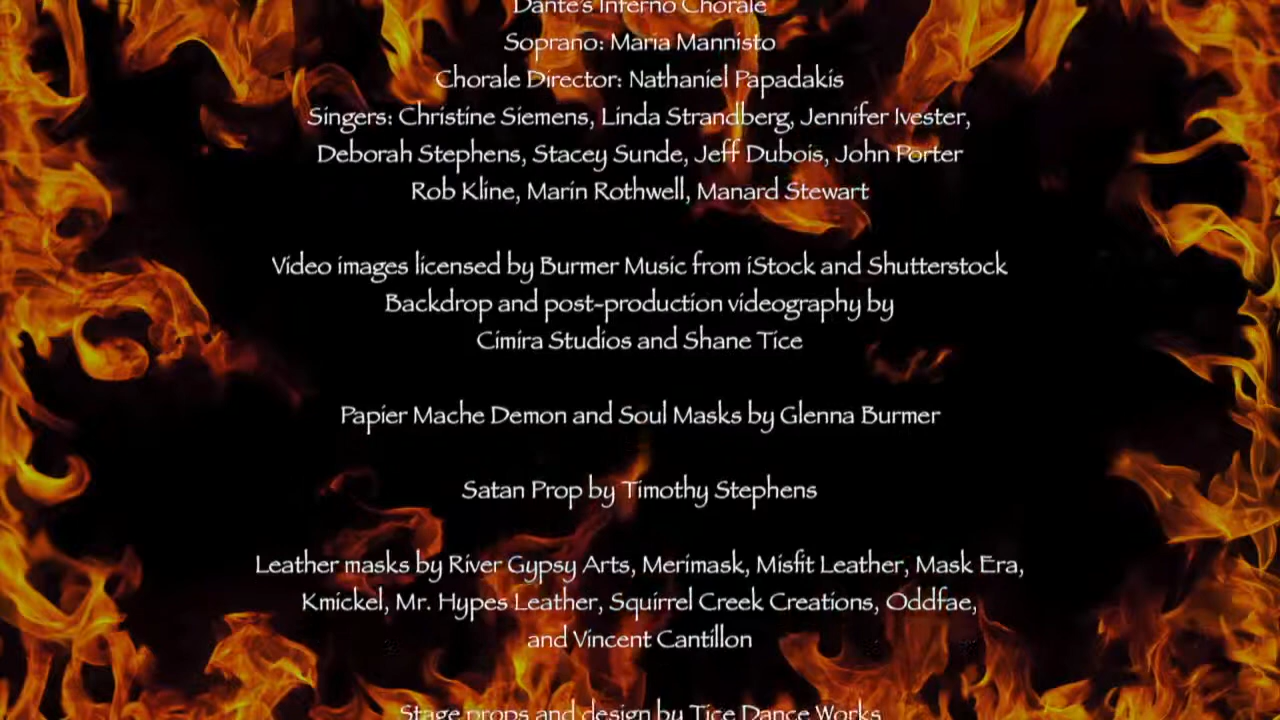 Dante's Inferno Chorale
Soprano: Maria Mannisto
Chorale Director: Nathaniel Papadakis
Singers: Christine Siemens, Linda Strandberg, Jennifer Ivester,
Deborah Stephens, Stacey Sunde, Jeff Dubois, John Porter
Rob Kline, Marin Rothwell, Manard Stewart
Video images licensed by Burmer Music from iStock and Shutterstock
Backdrop and post-production videography by
Cimira Studios and Shane Tice
Papier Mache Demon and Soul Masks by Glenna Burmer
Satan Prop by Timothy Stephens
Leather masks by River Gypsy Arts, Merimask, Misfit Leather, Mask Era,
Kmickel, Mr. Hypes Leather, Squirrel Creek Creations, Oddfae,
and Vincent Cantillon
Stage props and design by Tice Dance Works